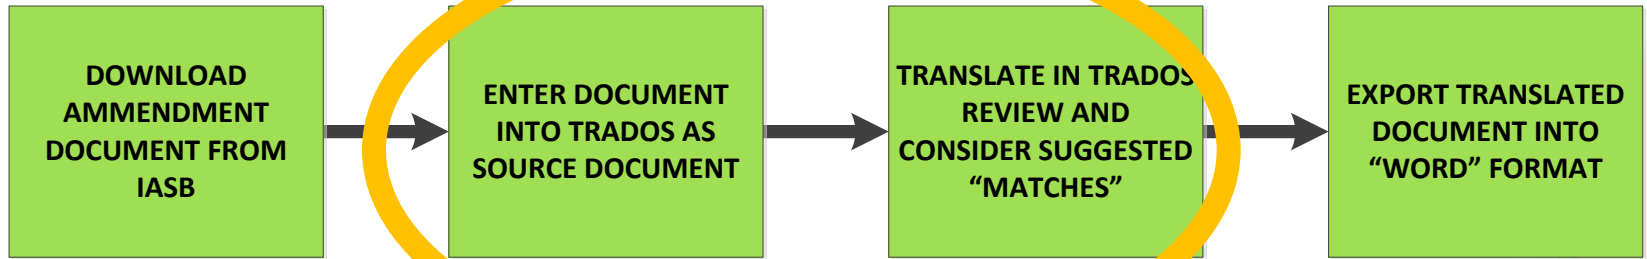 DOWNLOAD
AMMENDMENT
DOCUMENT FROM
IASB
ENTER DOCUMENT
INTO TRADOS AS
SOURCE DOCUMENT
TRANSLATE IN TRADOS
REVIEW AND
CONSIDER SUGGESTED
“MATCHES”
EXPORT TRANSLATED
DOCUMENT INTO
“WORD” FORMAT